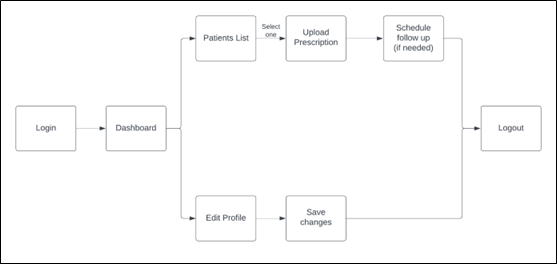 Patients List
Select
one
Upload
Prescription
Schedule
follow up
(if needed)
Login
Dashboard
Logout
Edit Profile
Save
changes